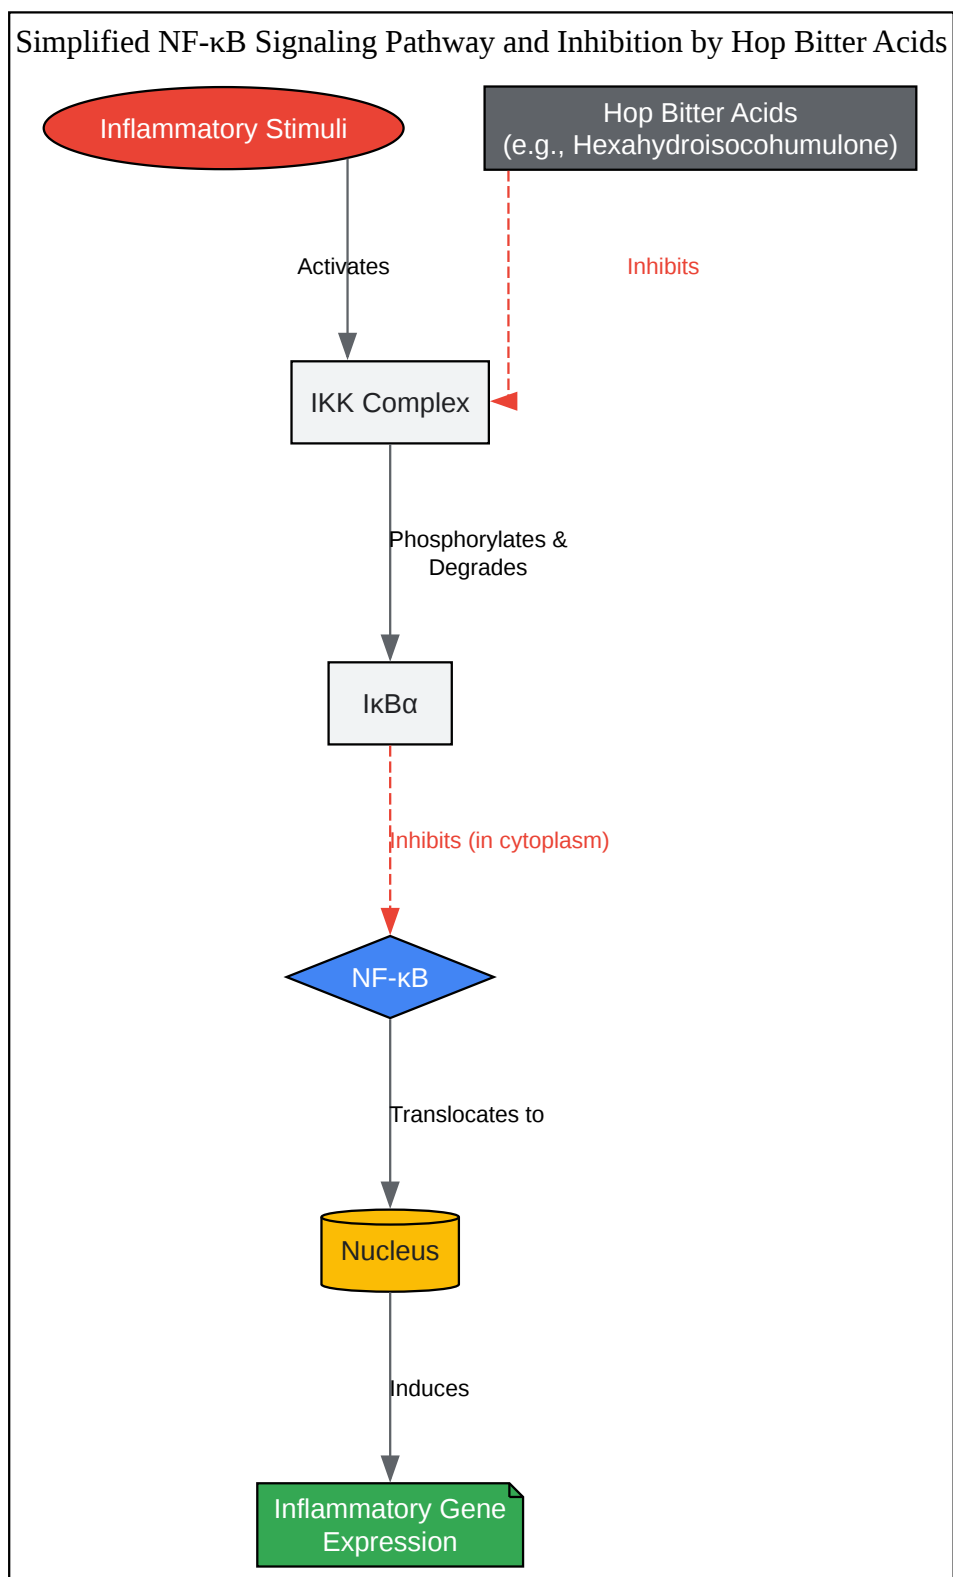 Simplified NF-κB Signaling Pathway and Inhibition by Hop Bitter Acids
Inflammatory Stimuli
Hop Bitter Acids
(e.g., Hexahydroisocohumulone)
Activates
Inhibits
IKK Complex
Phosphorylates &
Degrades
IκBα
Inhibits (in cytoplasm)
NF-κB
Translocates to
Nucleus
Induces
Inflammatory Gene
Expression